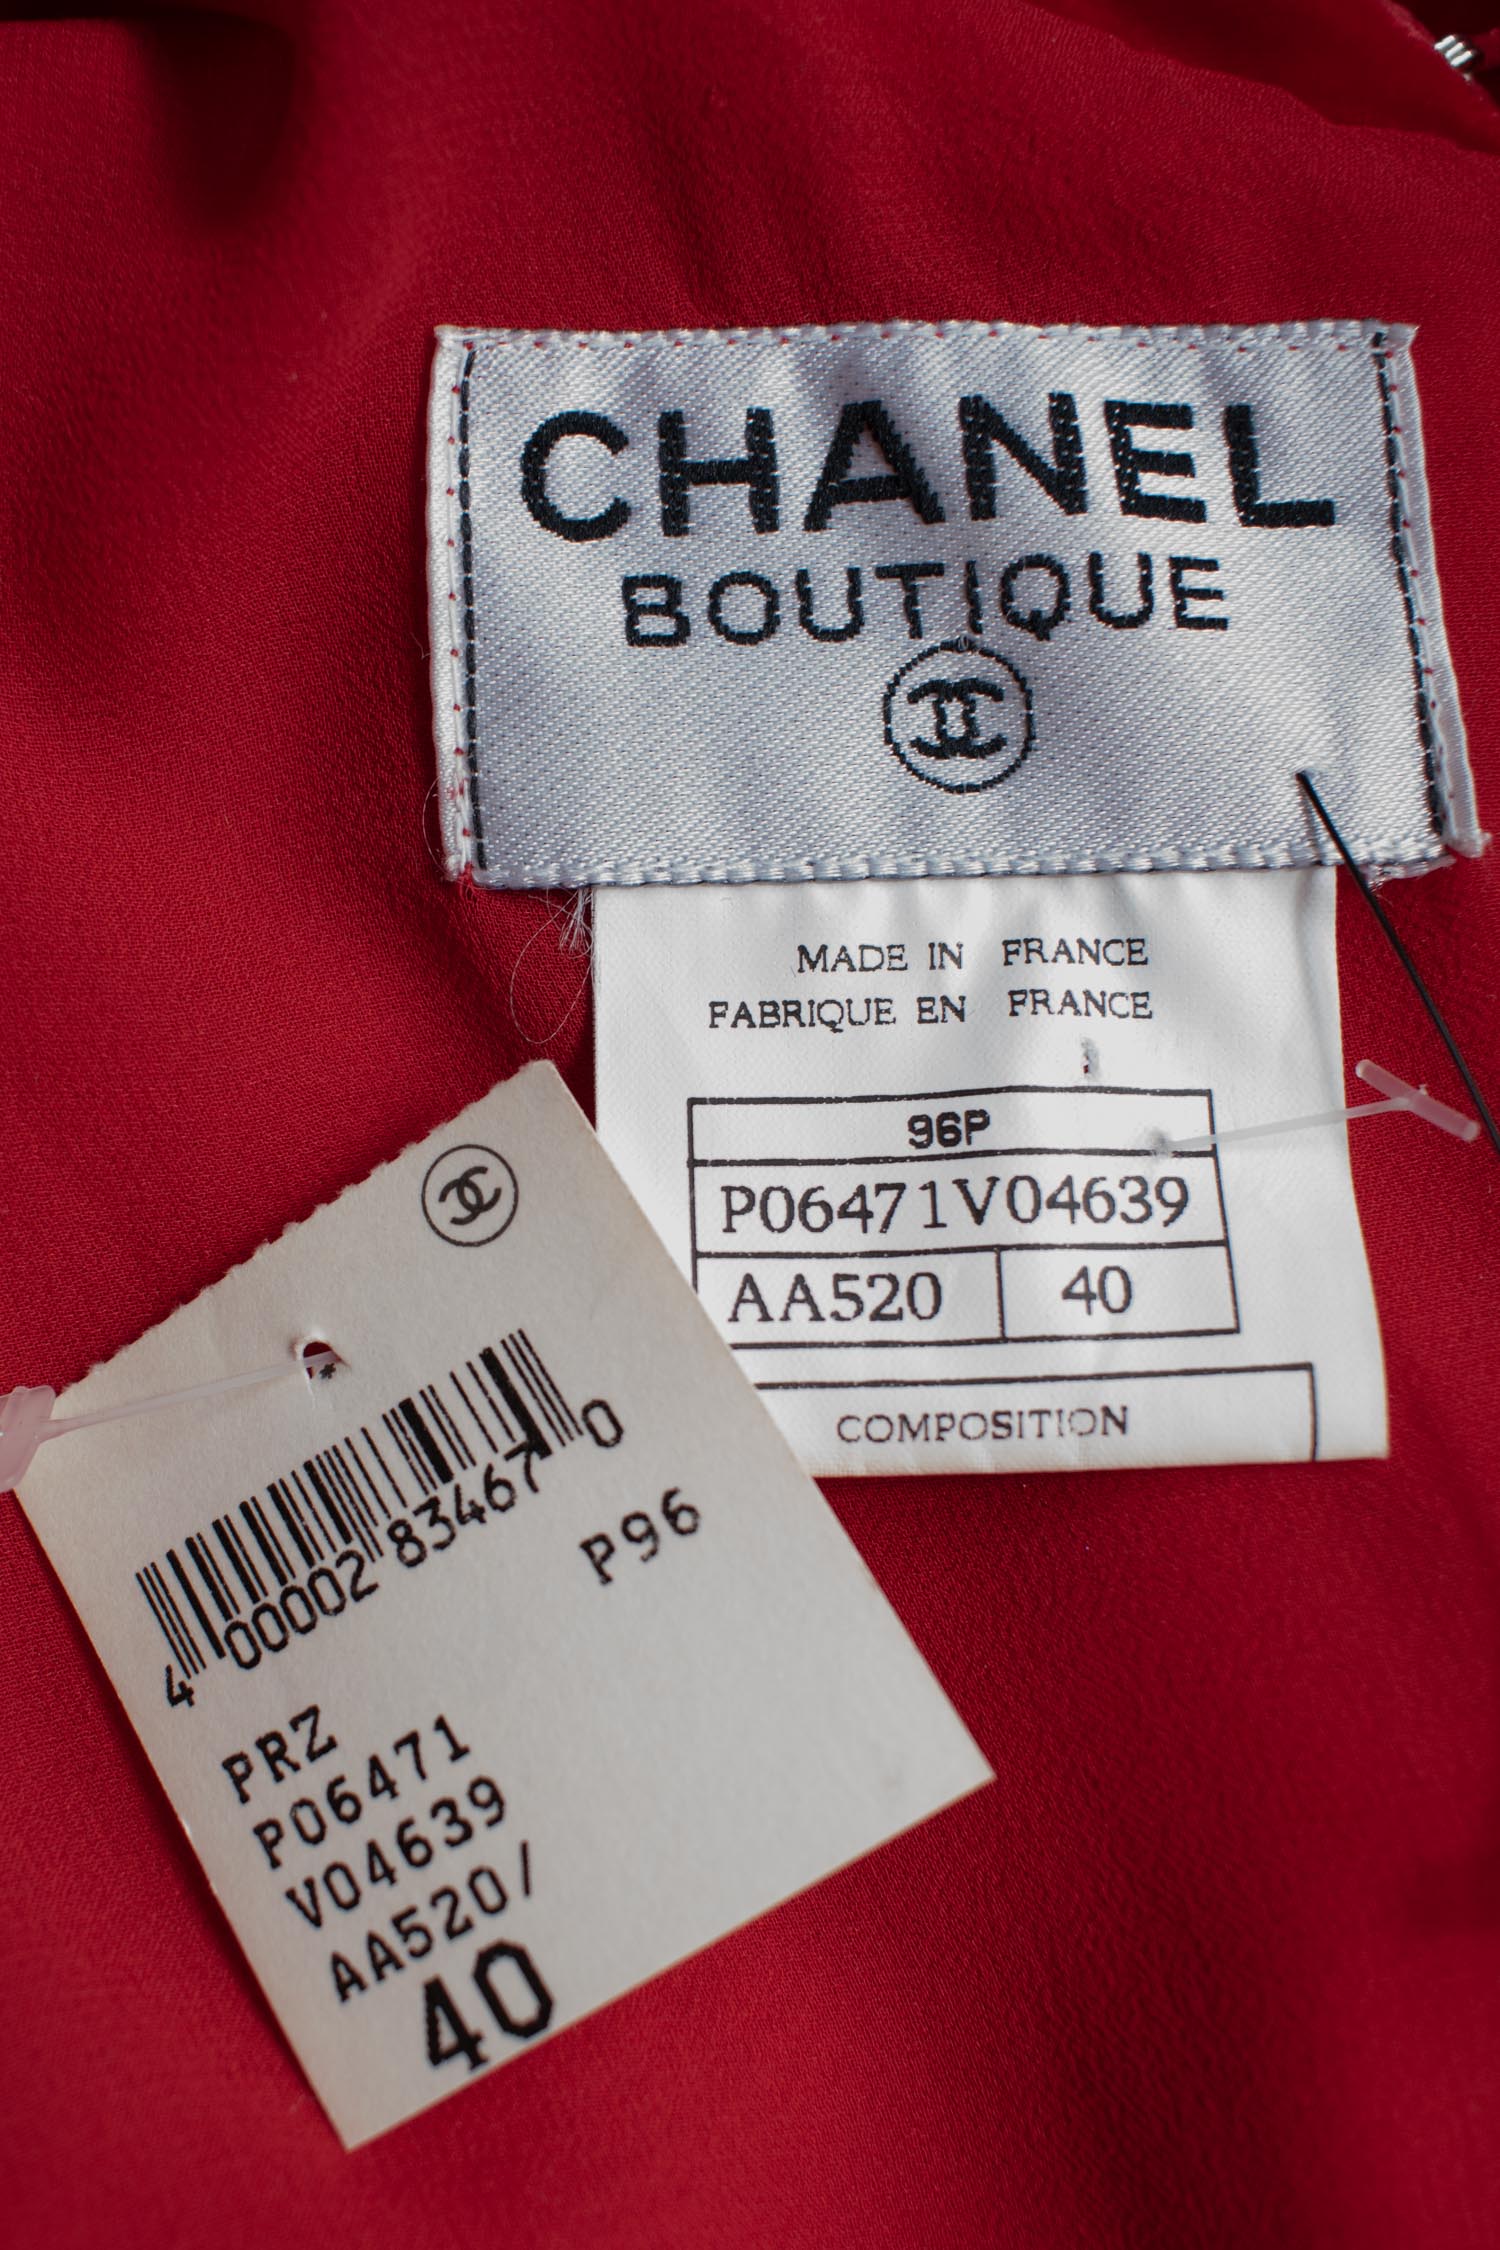 CHANEL
BOUTIQUE
MADE IN FRANCE
FABRIQUE EN FRANCE
96P
P06471V04639
AA520 40
COMPOSITION
4 00002 83467 0
P96
PRZ
P06471
V04639
AA520/
40